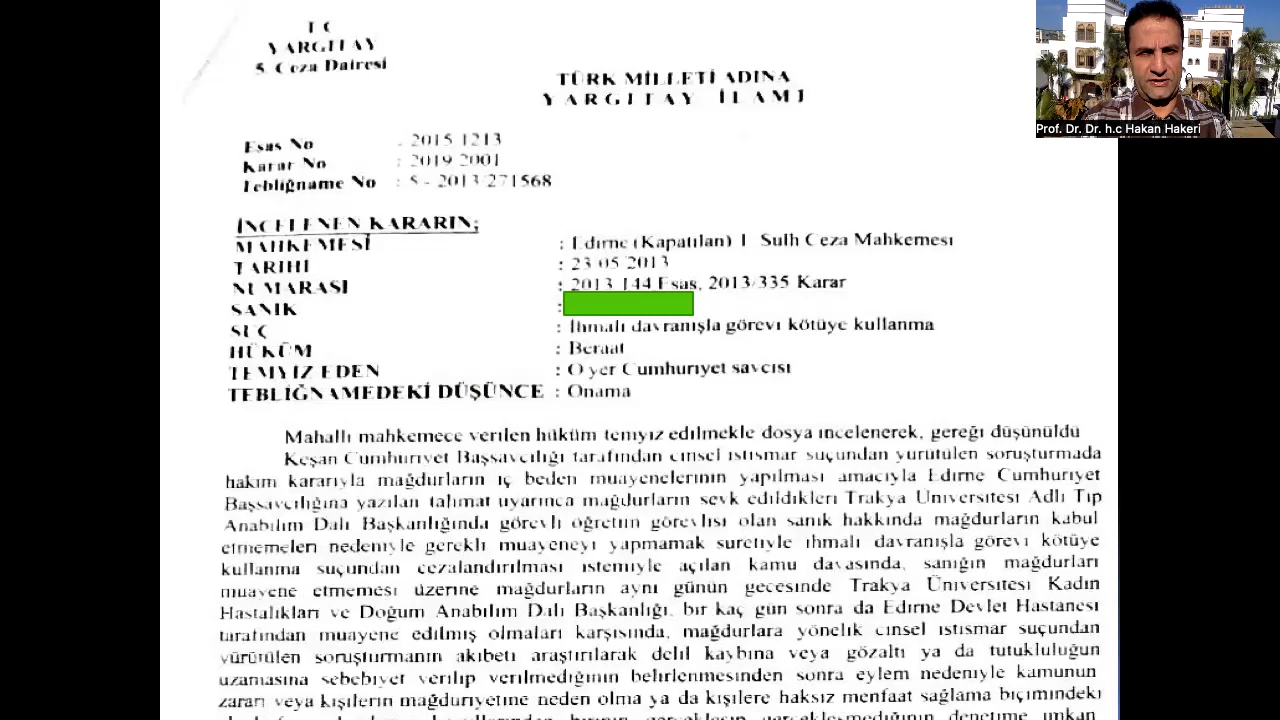 T C
YARGITAY
5. Ceza Dairesi
TÜRK MİLLETİ ADINA
YARGITAY İLAMI
Esas No : 2015 1213
Karar No : 2019 2001
Tebliğname No : 5 - 2013/271568
İNCELENEN KARARIN;
MAHKEMESİ : Edirne (Kapatılan) 1 Sulh Ceza Mahkemesi
TARİHİ : 23 05 2013
NUMARASI : 2013 144 Esas, 2013/335 Karar
SANIK :
SUÇ : İhmali davranışla görevi kötüye kullanma
HÜKÜM : Beraat
TEMYİZ EDEN : O yer Cumhuriyet savcısı
TEBLİĞNAMEDEKİ DÜŞÜNCE : Onama
Mahalli mahkemece verilen hüküm temyiz edilmekle dosya incelenerek, gereği düşünüldü
Keşan Cumhuriyet Başsavcılığı tarafından cinsel istismar suçundan yürütülen soruşturmada
hakim kararıyla mağdurların iç beden muayenelerinin yapılması amacıyla Edirne Cumhuriyet
Başsavcılığına yazılan talimat uyarınca mağdurların sevk edildikleri Trakya Üniversitesi Adli Tıp
Anabilim Dalı Başkanlığında görevli öğretim görevlisi olan sanık hakkında mağdurların kabul
etmemeleri nedeniyle gerekli muayeneyi yapmamak suretiyle ihmali davranışla görevi kötüye
kullanma suçundan cezalandırılması istemiyle açılan kamu davasında, sanığın mağdurları
muayene etmemesi üzerine mağdurların aynı günün gecesinde Trakya Üniversitesi Kadın
Hastalıkları ve Doğum Anabilim Dalı Başkanlığı, bir kaç gün sonra da Edirne Devlet Hastanesi
tarafından muayene edilmiş olmaları karşısında, mağdurlara yönelik cinsel istismar suçundan
yürütülen soruşturmanın akıbeti araştırılarak delil kaybına veya gözaltı ya da tutukluluğun
uzamasına sebebiyet verilip verilmediğinin belirlenmesinden sonra eylem nedeniyle kamunun
zararı veya kişilerin mağduriyetine neden olma ya da kişilere haksız menfaat sağlama biçimindeki
birinin gerçekleşip gerçekleşmediğinin denetime imkan
Prof. Dr. Dr. h.c Hakan Hakeri